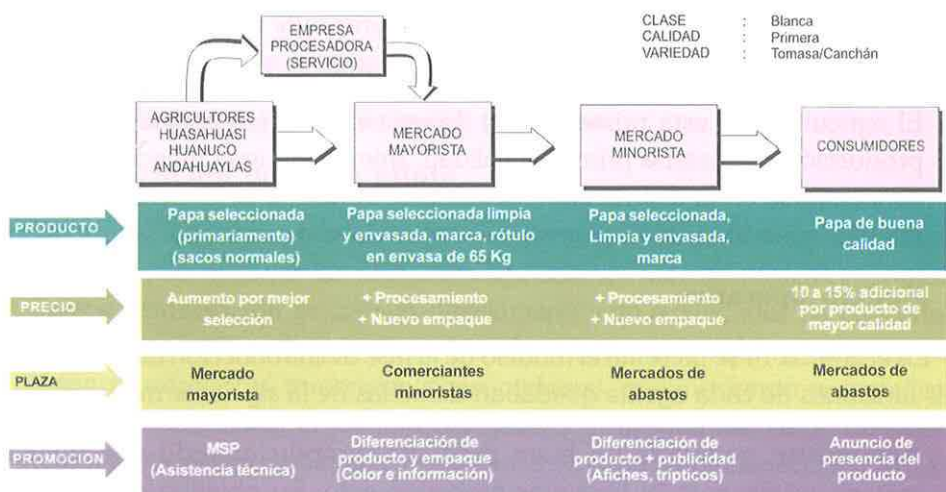 EMPRESA
PROCESADORA
(SERVICIO)
CLASE : Blanca
CALIDAD : Primera
VARIEDAD : Tomasa/Canchán
AGRICULTORES
HUASAHUASI
HUANUCO
ANDAHUAYLAS
MERCADO
MAYORISTA
MERCADO
MINORISTA
CONSUMIDORES
PRODUCTO
Papa seleccionada
(primariamente)
(sacos normales)
Papa seleccionada limpia
y envasada, marca, rótulo
en envasa de 65 Kg
Papa seleccionada,
Limpia y envasada,
marca
Papa de buena
calidad
PRECIO
Aumento por mejor
selección
+ Procesamiento
+ Nuevo empaque
+ Procesamiento
+ Nuevo empaque
10 a 15% adicional
por producto de
mayor calidad
PLAZA
Mercado
mayorista
Comerciantes
minoristas
Mercados de
abastos
Mercados de
abastos
PROMOCION
MSP
(Asistencia técnica)
Diferenciación de
producto y empaque
(Color e información)
Diferenciación de
producto + publicidad
(Afiches, trípticos)
Anuncio de
presencia del
producto